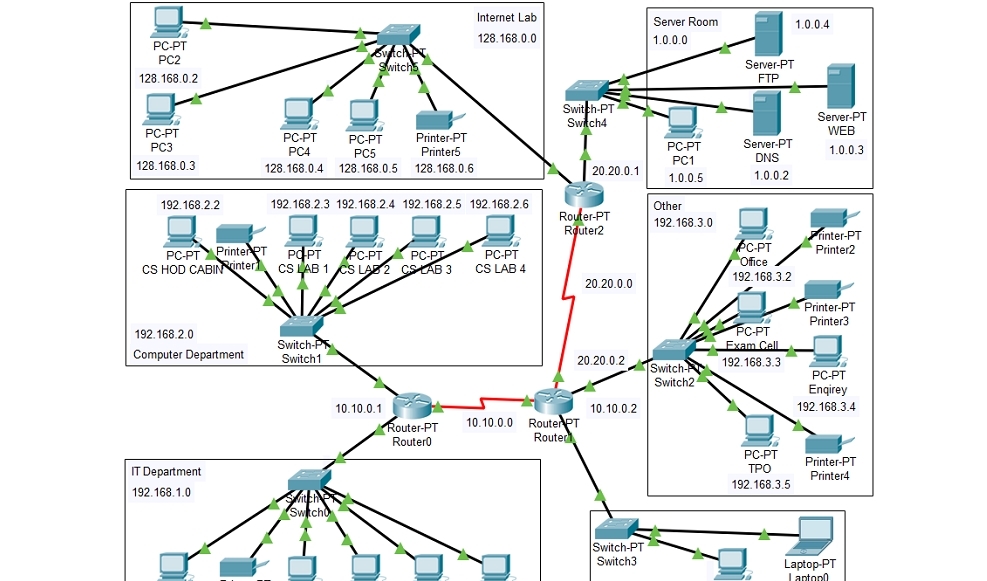 Internet Lab
128.168.0.0
PC-PT
PC2
128.168.0.2
Switch-PT
Switch5
PC-PT
PC3
128.168.0.3
PC-PT
PC4
128.168.0.4
PC-PT
PC5
128.168.0.5
Printer-PT
Printer5
128.168.0.6
Server Room
1.0.0.0
1.0.0.4
Server-PT
FTP
Switch-PT
Switch4
Server-PT
WEB
1.0.0.3
PC-PT
PC1
1.0.0.5
Server-PT
DNS
1.0.0.2
20.20.0.1
Router-PT
Router2
192.168.2.2
192.168.2.3
192.168.2.4
192.168.2.5
192.168.2.6
PC-PT
CS HOD CABIN
Printer-PT
Printer1
PC-PT
CS LAB 1
PC-PT
CS LAB 2
PC-PT
CS LAB 3
PC-PT
CS LAB 4
192.168.2.0
Computer Department
Switch-PT
Switch1
Other
192.168.3.0
PC-PT
Office
192.168.3.2
Printer-PT
Printer2
Printer-PT
Printer3
PC-PT
Exam Cell
192.168.3.3
PC-PT
Enqirey
192.168.3.4
Switch-PT
Switch2
PC-PT
TPO
192.168.3.5
Printer-PT
Printer4
20.20.0.0
20.20.0.2
10.10.0.1
Router-PT
Router0
10.10.0.0
Router-PT
Router1
10.10.0.2
IT Department
192.168.1.0
Switch-PT
Switch0
Switch-PT
Switch3
Laptop-PT
Laptop0